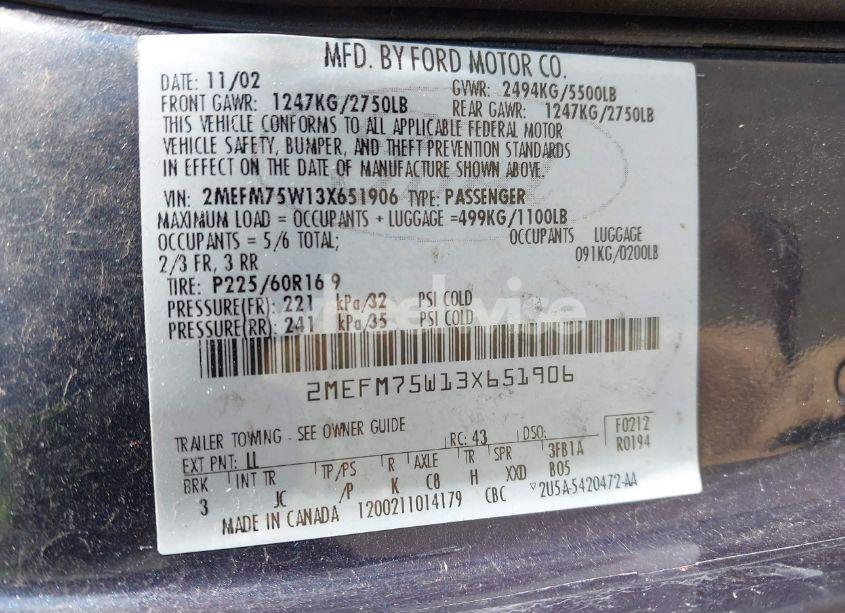 MFD. BY FORD MOTOR CO.
DATE: 11/02 GVWR: 2494KG/5500LB
FRONT GAWR: 1247KG/2750LB REAR GAWR: 1247KG/2750LB
THIS VEHICLE CONFORMS TO ALL APPLICABLE FEDERAL MOTOR
VEHICLE SAFETY, BUMPER, AND THEFT PREVENTION STANDARDS
IN EFFECT ON THE DATE OF MANUFACTURE SHOWN ABOVE.
VIN: 2MEFM75W13X651906 TYPE: PASSENGER
MAXIMUM LOAD = OCCUPANTS + LUGGAGE =499KG/1100LB
OCCUPANTS = 5/6 TOTAL; OCCUPANTS LUGGAGE
2/3 FR, 3 RR 091KG/0200LB
TIRE: P225/60R16 9
PRESSURE(FR): 221 kPa/32 PSI COLD
PRESSURE(RR): 241 kPa/35 PSI COLD
2MEFM75W13X651906
TRAILER TOWING - SEE OWNER GUIDE RC: 43 DSO: F0212
EXT PNT: LL 3FB1A R0194
BRK INT TR TP/PS R AXLE TR SPR B05
3 JC /P K C8 H XXD
MADE IN CANADA 1200211014179 CBC 2U5A-5420472-AA